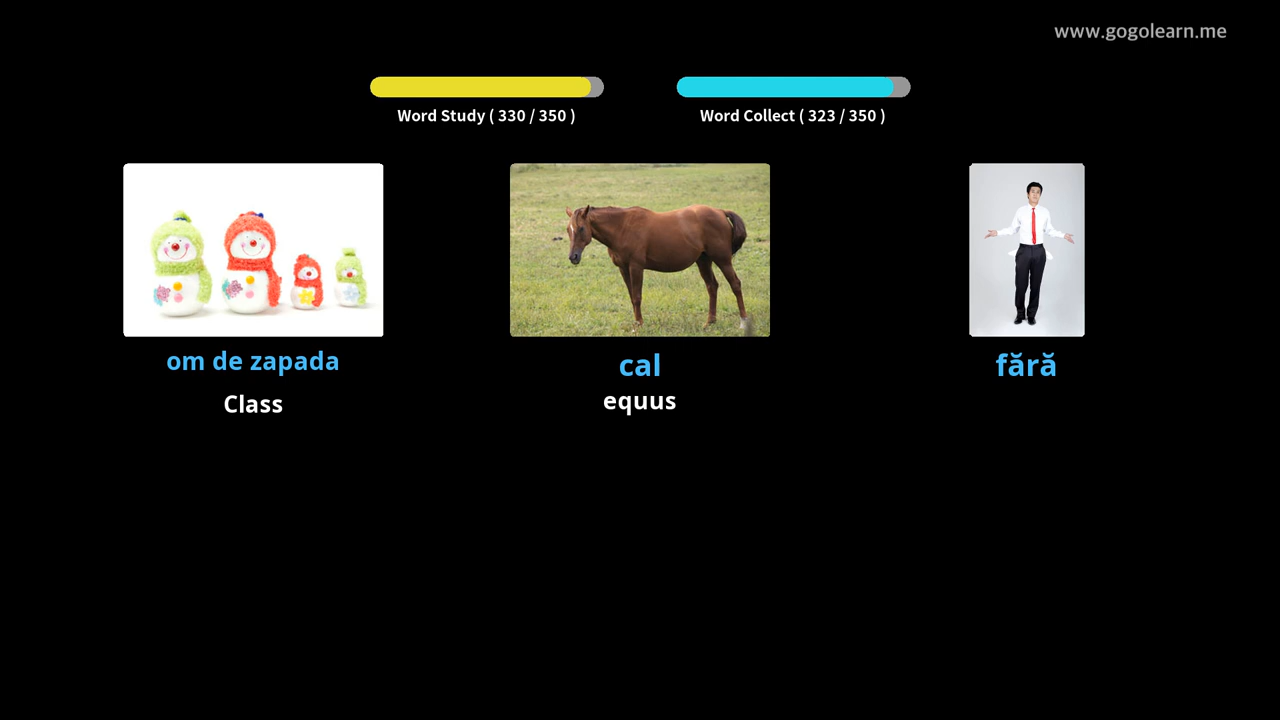 www.gogolearn.me
Word Study ( 330 / 350 )
Word Collect ( 323 / 350 )
om de zapada
Class
cal
equus
fără